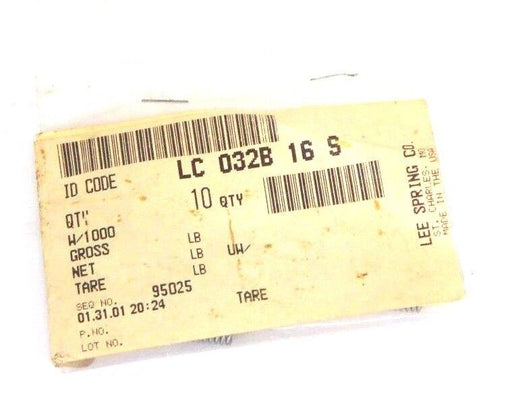 LC 032B 16 S
ID CODE
10 QTY
QTY
W/1000 LB
GROSS LB UW/
NET LB
TARE 95025
SEQ NO. TARE
01.31.01 20:24
P.NO.
LOT NO.
LEE SPRING CO.
ST. CHARLES, MO
MADE IN THE USA